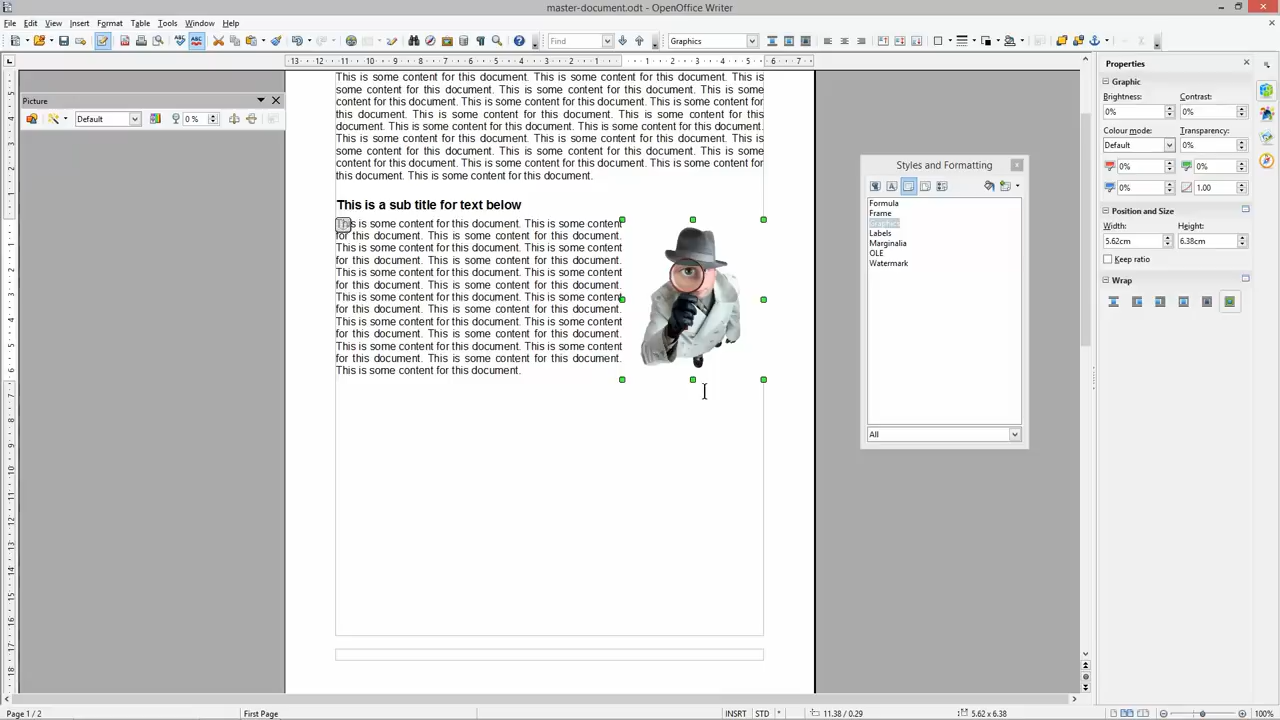 master-document.odt - OpenOffice Writer
File Edit View Insert Format Table Tools Window Help
Find
Graphics
Picture
Default
0 %
This is some content for this document. This is some content for this document. This is
some content for this document. This is some content for this document. This is some
content for this document. This is some content for this document. This is some content for
this document. This is some content for this document. This is some content for this
document. This is some content for this document. This is some content for this document.
This is some content for this document. This is some content for this document. This is
some content for this document. This is some content for this document. This is some
content for this document. This is some content for this document. This is some content for
this document. This is some content for this document.
This is a sub title for text below
This is some content for this document. This is some content
for this document. This is some content for this document.
This is some content for this document. This is some content
for this document. This is some content for this document.
This is some content for this document. This is some content
for this document. This is some content for this document.
This is some content for this document. This is some content
for this document. This is some content for this document.
This is some content for this document. This is some content
for this document. This is some content for this document.
This is some content for this document. This is some content
for this document. This is some content for this document.
This is some content for this document.
Styles and Formatting
Formula
Frame
Graphics
Labels
Marginalia
OLE
Watermark
All
Properties
Graphic
Brightness: Contrast:
0% 0%
Colour mode: Transparency:
Default 0%
0% 0%
0% 1.00
Position and Size
Width: Height:
5.62cm 6.38cm
Keep ratio
Wrap
Page 1 / 2 First Page INSRT STD * 11.38 / 0.29 5.62 x 6.38 100%